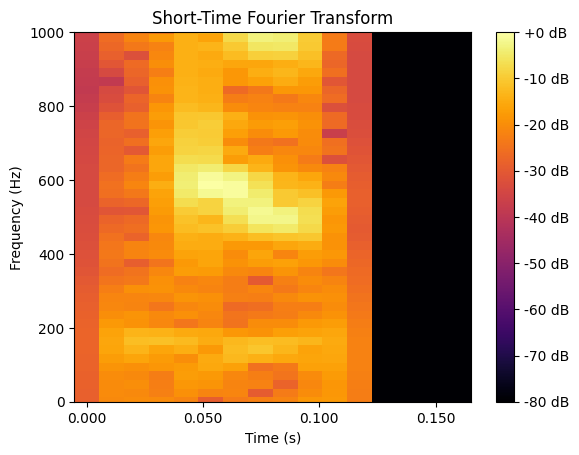 Short-Time Fourier Transform
Frequency (Hz)
1000
800
600
400
200
0
0.000
0.050
0.100
0.150
Time (s)
+0 dB
-10 dB
-20 dB
-30 dB
-40 dB
-50 dB
-60 dB
-70 dB
-80 dB